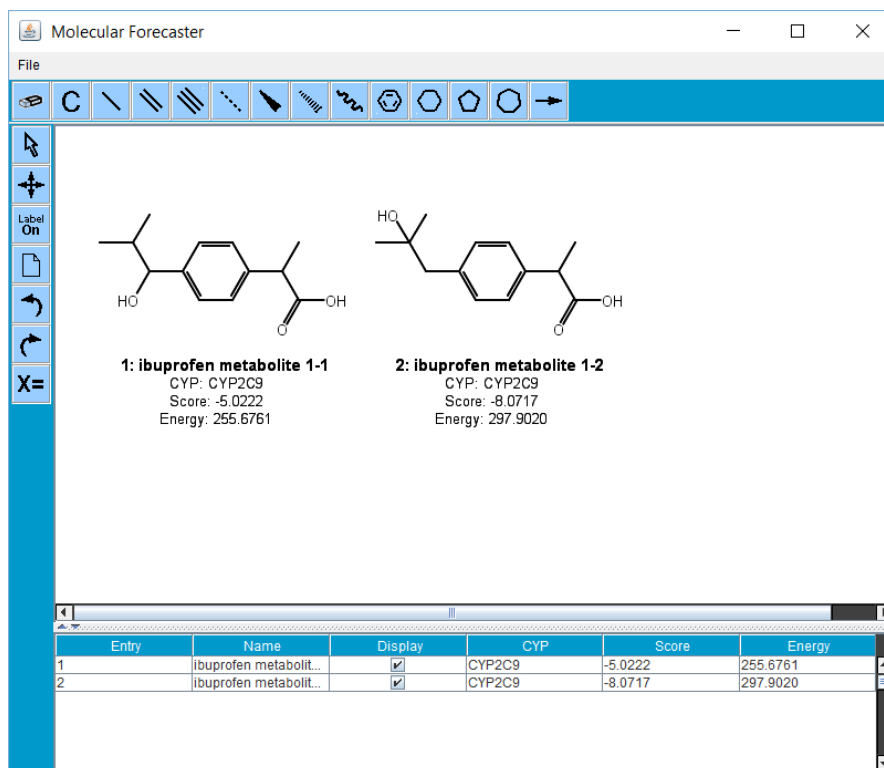 Molecular Forecaster
File
C
Label
On
X=
HO
OH
O
1: ibuprofen metabolite 1-1
CYP: CYP2C9
Score: -5.0222
Energy: 255.6761
HO
OH
O
2: ibuprofen metabolite 1-2
CYP: CYP2C9
Score: -8.0717
Energy: 297.9020
Entry Name Display CYP Score Energy
1 ibuprofen metabolit... CYP2C9 -5.0222 255.6761
2 ibuprofen metabolit... CYP2C9 -8.0717 297.9020